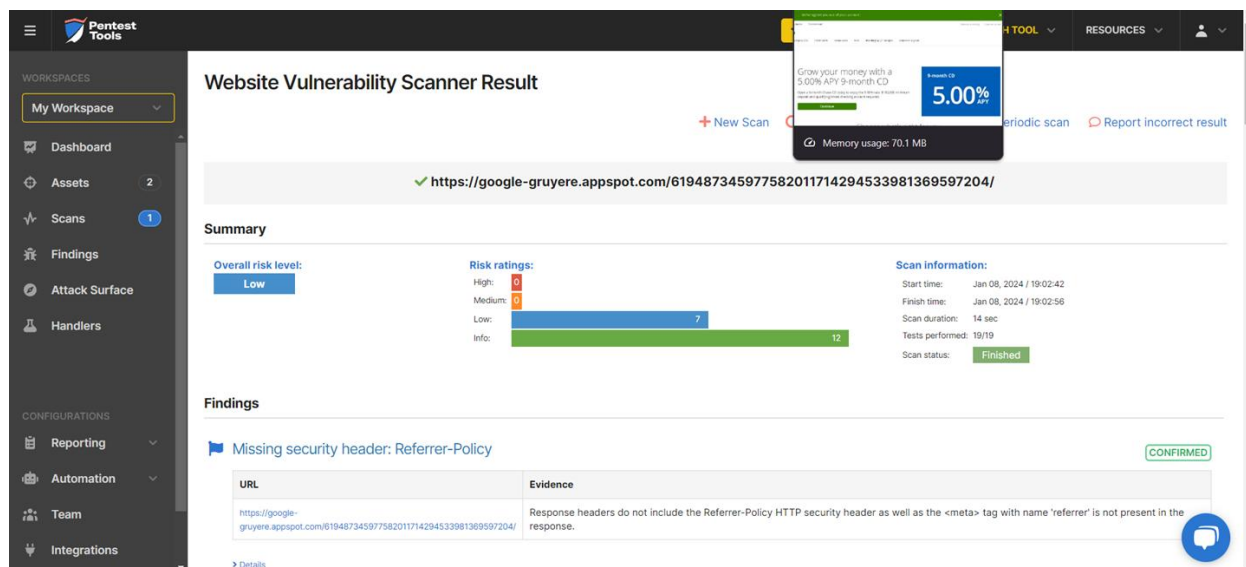 Pentest
Tools
H TOOL
RESOURCES
WORKSPACES
My Workspace
Dashboard
Assets
2
Scans
1
Findings
Attack Surface
Handlers
CONFIGURATIONS
Reporting
Automation
Team
Integrations
Website Vulnerability Scanner Result
Grow your money with a
5.00% APY 9-month CD
Continue
9-month CD
5.00%
APY
Memory usage: 70.1 MB
+ New Scan
eriodic scan
Report incorrect result
https://google-gruyere.appspot.com/619487345977582011714294533981369597204/
Summary
Overall risk level:
Low
Risk ratings:
High: 0
Medium: 0
Low: 7
Info: 12
Scan information:
Start time: Jan 08, 2024 / 19:02:42
Finish time: Jan 08, 2024 / 19:02:56
Scan duration: 14 sec
Tests performed: 19/19
Scan status: Finished
Findings
Missing security header: Referrer-Policy
CONFIRMED
URL
Evidence
https://google-
gruyere.appspot.com/619487345977582011714294533981369597204/
Response headers do not include the Referrer-Policy HTTP security header as well as the <meta> tag with name 'referrer' is not present in the
response.
Details